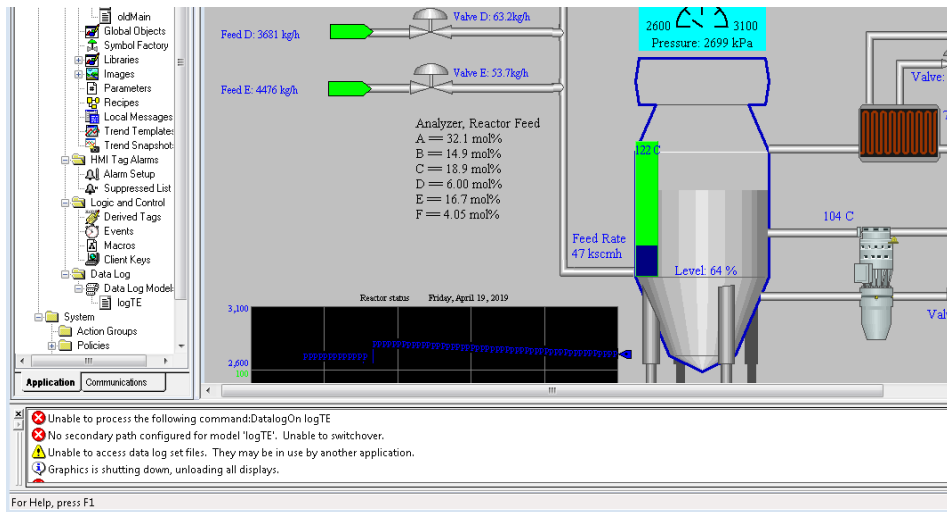 oldMain
Global Objects
Symbol Factory
Libraries
Images
Parameters
Recipes
Local Messages
Trend Templates
Trend Snapshot
HMI Tag Alarms
Alarm Setup
Suppressed List
Logic and Control
Derived Tags
Events
Macros
Client Keys
Data Log
Data Log Model
logTE
System
Action Groups
Policies
Application
Communications
Feed D: 3681 kg/h
Valve D: 63.2kg/h
Feed E: 4476 kg/h
Valve E: 53.7kg/h
2600 3100
Pressure: 2699 kPa
Valve:
Analyzer, Reactor Feed
A == 32.1 mol%
B == 14.9 mol%
C == 18.9 mol%
D == 6.00 mol%
E == 16.7 mol%
F == 4.05 mol%
122 C
104 C
Feed Rate
47 kscmh
Level: 64 %
Valv
Reactor status Friday, April 19, 2019
3,100
2,600
100
Unable to process the following command:DatalogOn logTE
No secondary path configured for model 'logTE'. Unable to switchover.
Unable to access data log set files. They may be in use by another application.
Graphics is shutting down, unloading all displays.
For Help, press F1